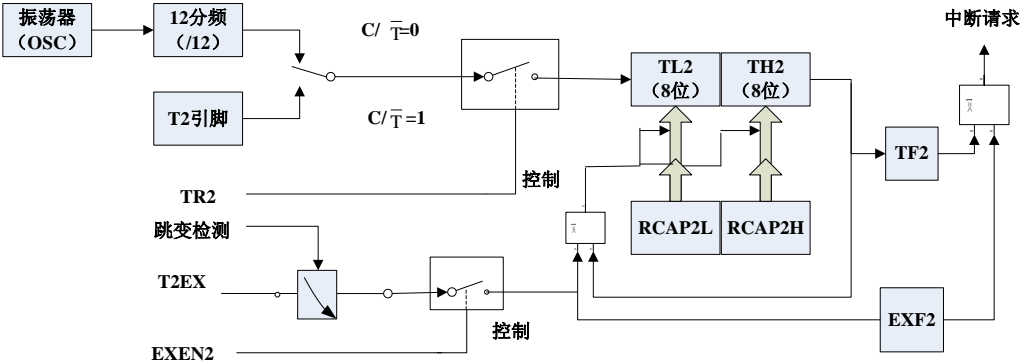 振荡器
（OSC）
12分频
（/12）
C/ T̅=0
中断请求
TL2
（8位）
TH2
（8位）
T2引脚
C/ T̅ =1
TF2
控制
TR2
跳变检测
RCAP2L
RCAP2H
T2EX
EXF2
控制
EXEN2